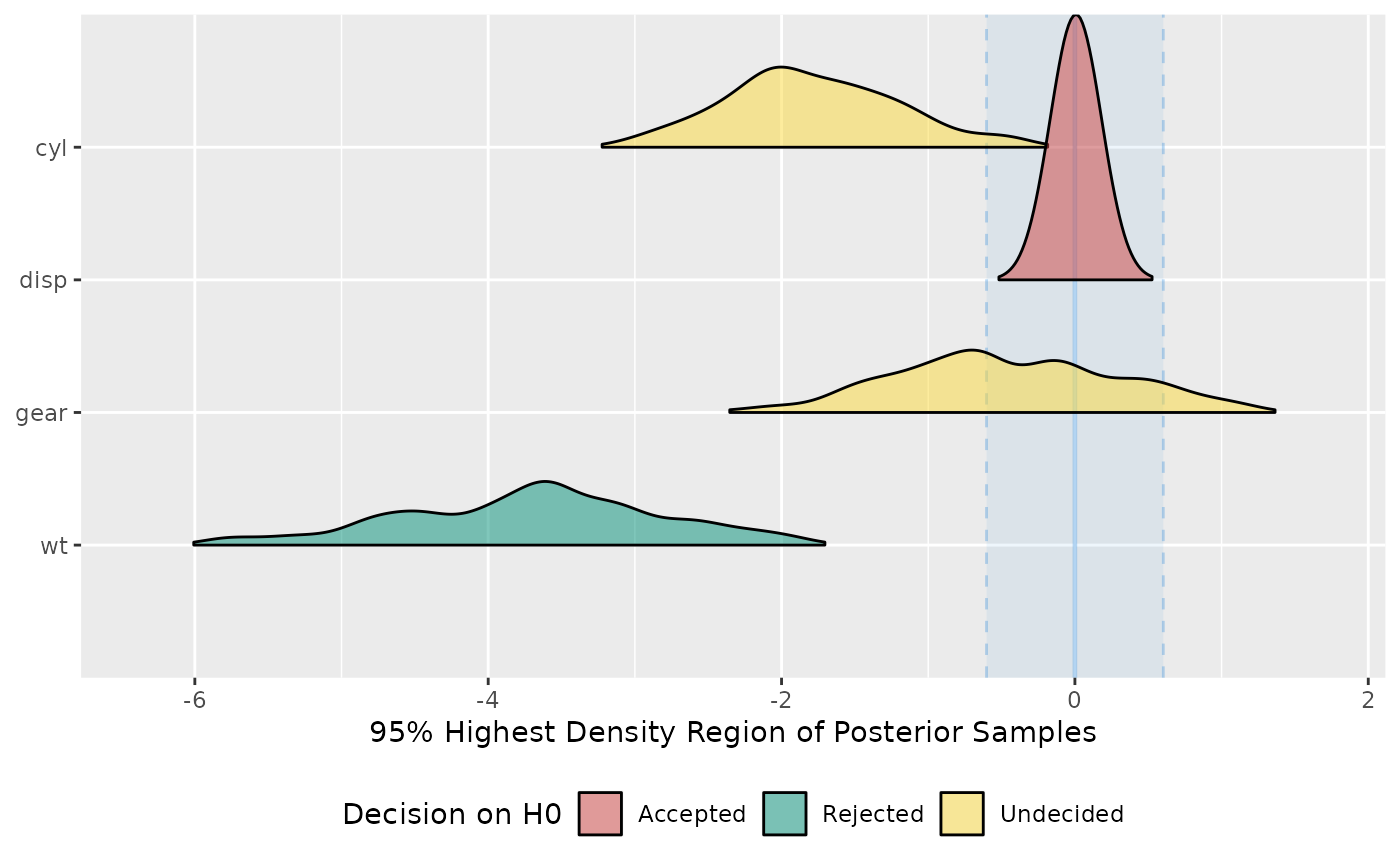 cyl
disp
gear
wt
-6 -4 -2 0 2
95% Highest Density Region of Posterior Samples
Decision on H0 Accepted Rejected Undecided